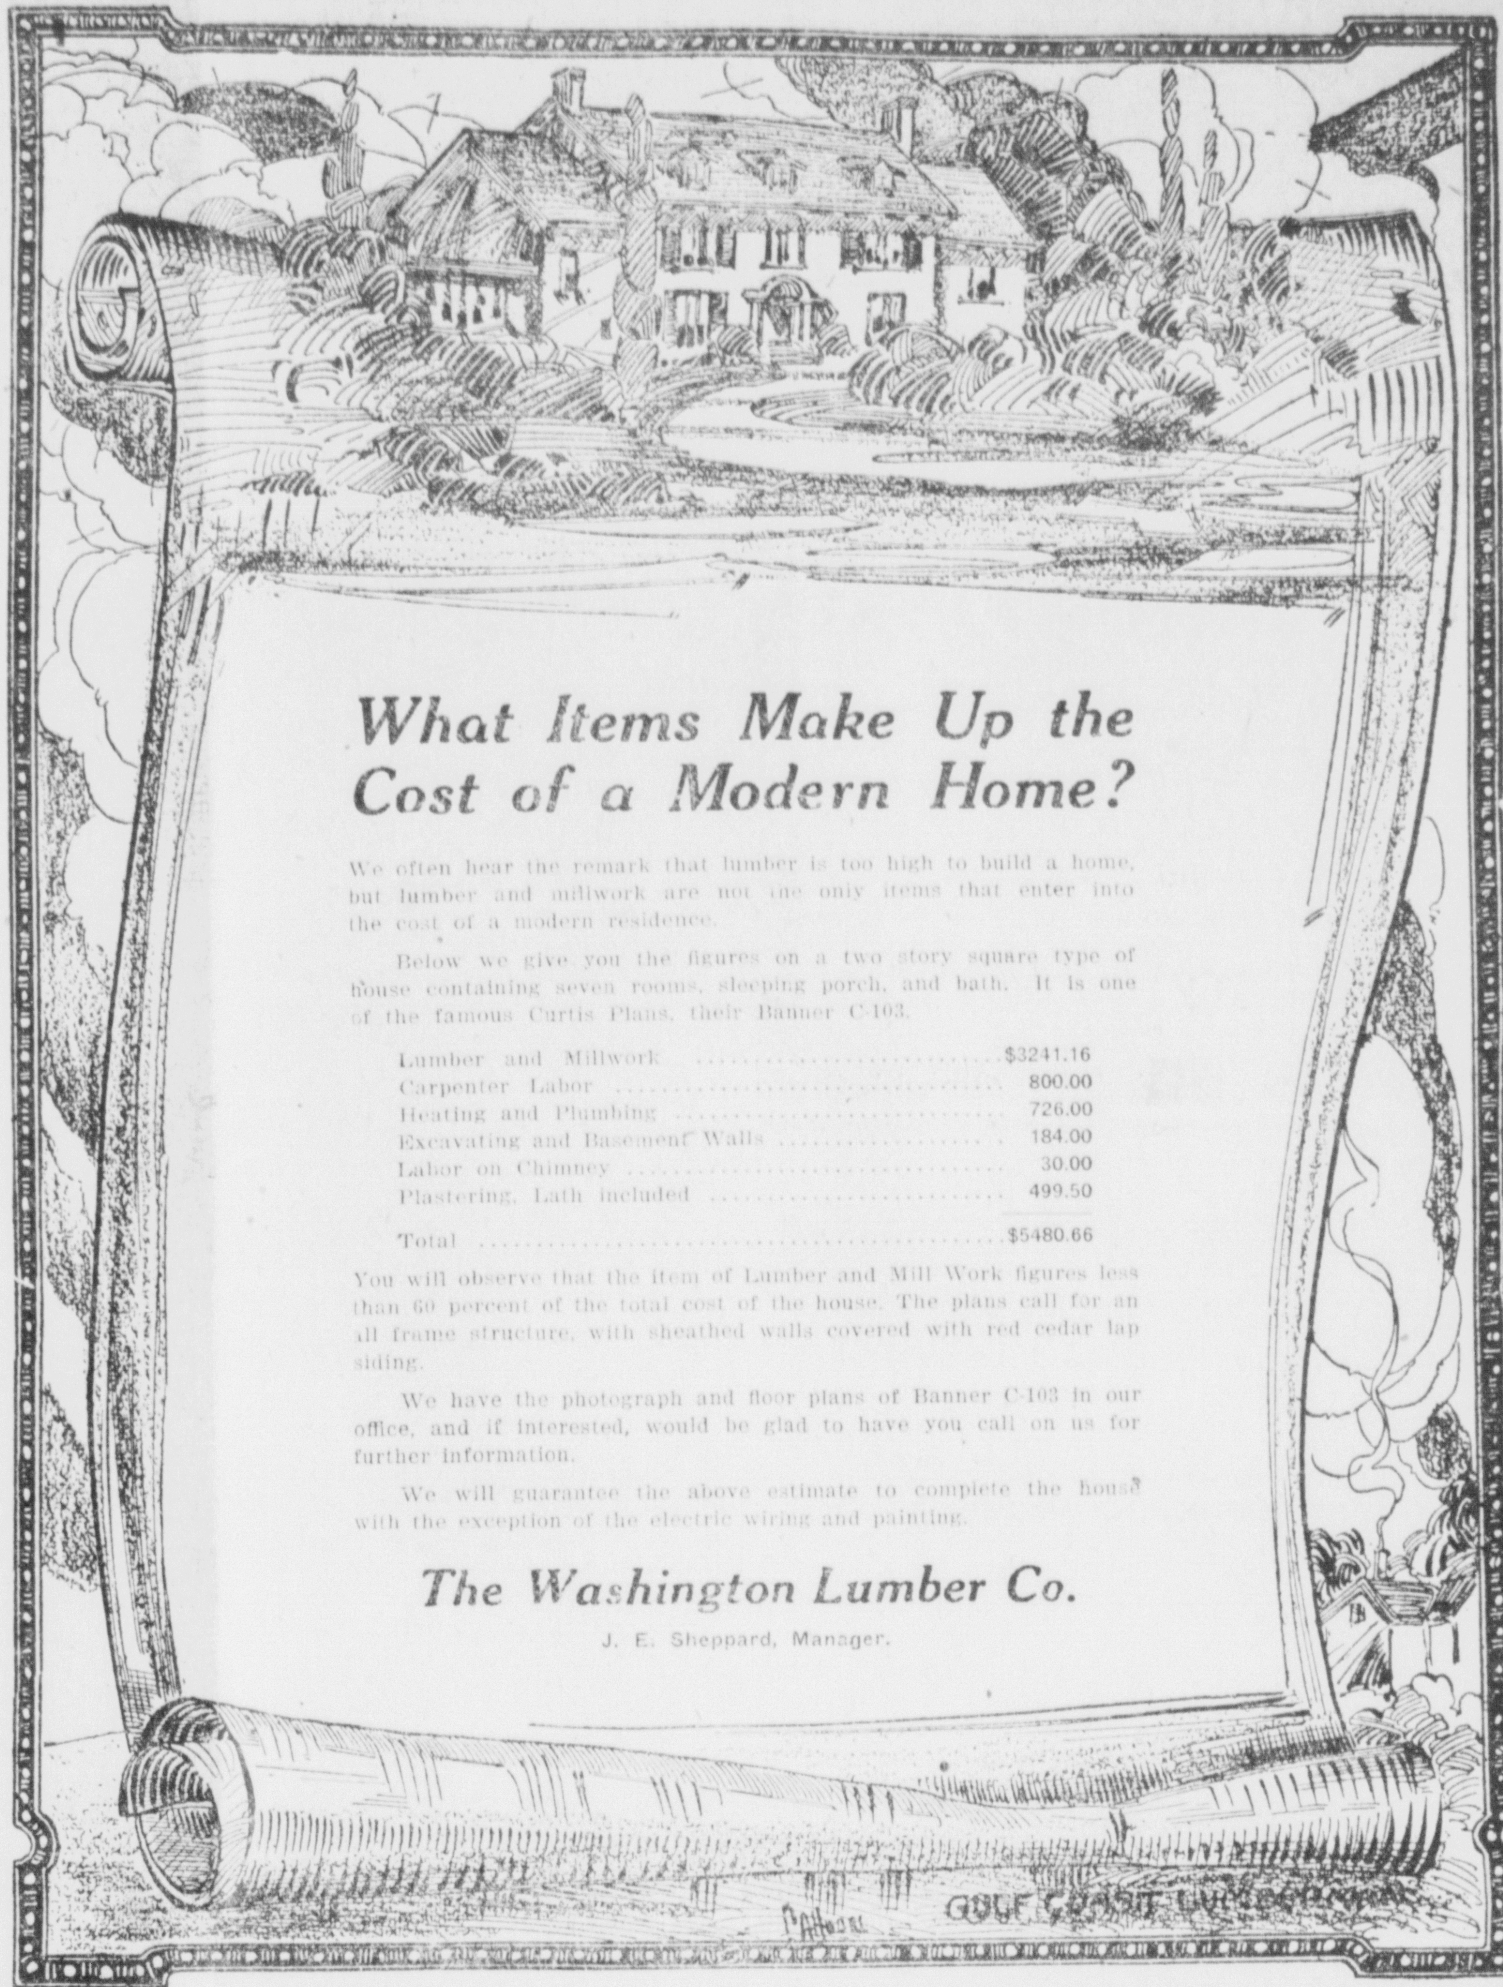 What Items Make Up the
Cost of a Modern Home?
We often hear the remark that lumber is too high to build a home,
but lumber and millwork are not the only items that enter into
the cost of a modern residence.
Below we give you the figures on a two story square type of
house containing seven rooms, sleeping porch, and bath. It is one
of the famous Curtis Plans, their Banner C-103.
Lumber and Millwork ........................... $3241.16
Carpenter Labor .................................. 800.00
Heating and Plumbing ............................. 726.00
Excavating and Basement Walls .................... 184.00
Labor on Chimney ................................. 30.00
Plastering, Lath included .......................... 499.50
Total .............................................. $5480.66
You will observe that the item of Lumber and Mill Work figures less
than 60 percent of the total cost of the house. The plans call for an
all frame structure, with sheathed walls covered with red cedar lap
siding.
We have the photograph and floor plans of Banner C-103 in our
office, and if interested, would be glad to have you call on us for
further information.
We will guarantee the above estimate to complete the house
with the exception of the electric wiring and painting.
The Washington Lumber Co.
J. E. Sheppard, Manager.
GULF COAST